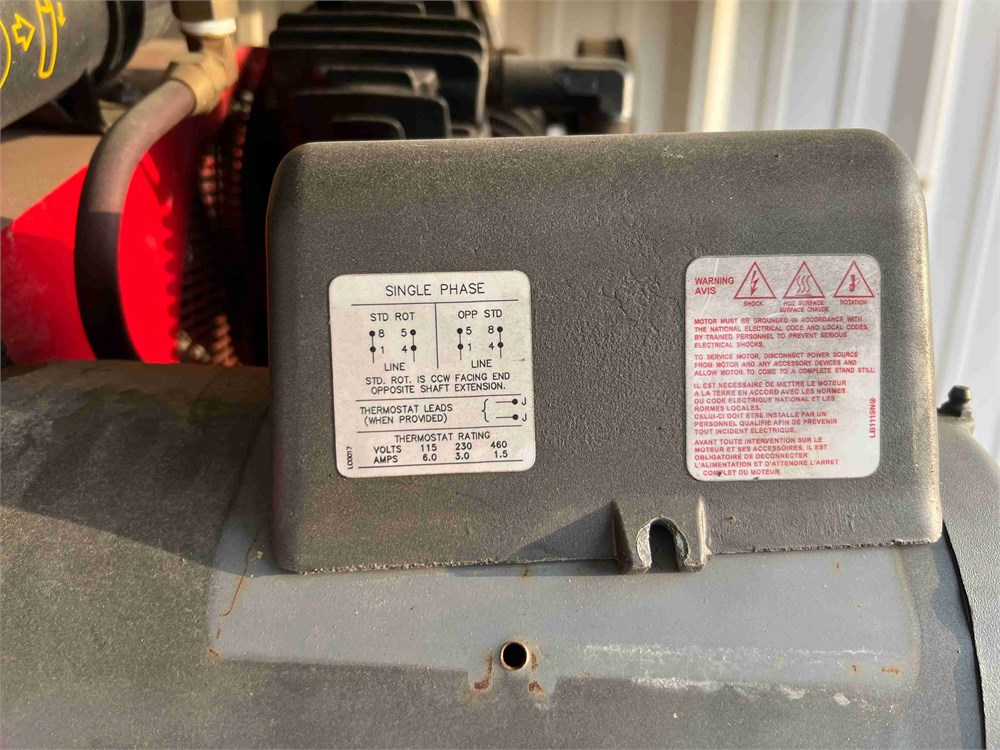 SINGLE PHASE
STD ROT
OPP STD
8 5
5 8
1 4
1 4
LINE
LINE
STD. ROT. IS CCW FACING END
OPPOSITE SHAFT EXTENSION.
THERMOSTAT LEADS
(WHEN PROVIDED)
J
J
THERMOSTAT RATING
VOLTS 115 230 460
AMPS 6.0 3.0 1.5
LC0017
WARNING
AVIS
SHOCK
HOT SURFACE
SURFACE CHAUDE
ROTATION
MOTOR MUST BE GROUNDED IN ACCORDANCE WITH
THE NATIONAL ELECTRICAL CODE AND LOCAL CODES,
BY TRAINED PERSONNEL TO PREVENT SERIOUS
ELECTRICAL SHOCKS.
TO SERVICE MOTOR, DISCONNECT POWER SOURCE
FROM MOTOR AND ANY ACCESSORY DEVICES AND
ALLOW MOTOR TO COME TO A COMPLETE STAND STILL
IL EST NECESSAIRE DE METTRE LE MOTEUR
A LA TERRE EN ACCORD AVEC LES NORMES
DU CODE ELECTRIQUE NATIONAL ET LES
NORMES LOCALES.
CELUI-CI DOIT ETRE INSTALLE PAR UN
PERSONNEL QUALIFIE AFIN DE PREVENIR
TOUT INCIDENT ELECTRIQUE.
AVANT TOUTE INTERVENTION SUR LE
MOTEUR ET SES ACCESSOIRES, IL EST
OBLIGATOIRE DE DECONNECTER
L'ALIMENTATION ET D'ATTENDRE L'ARRET
COMPLET DU MOTEUR
LB1119N